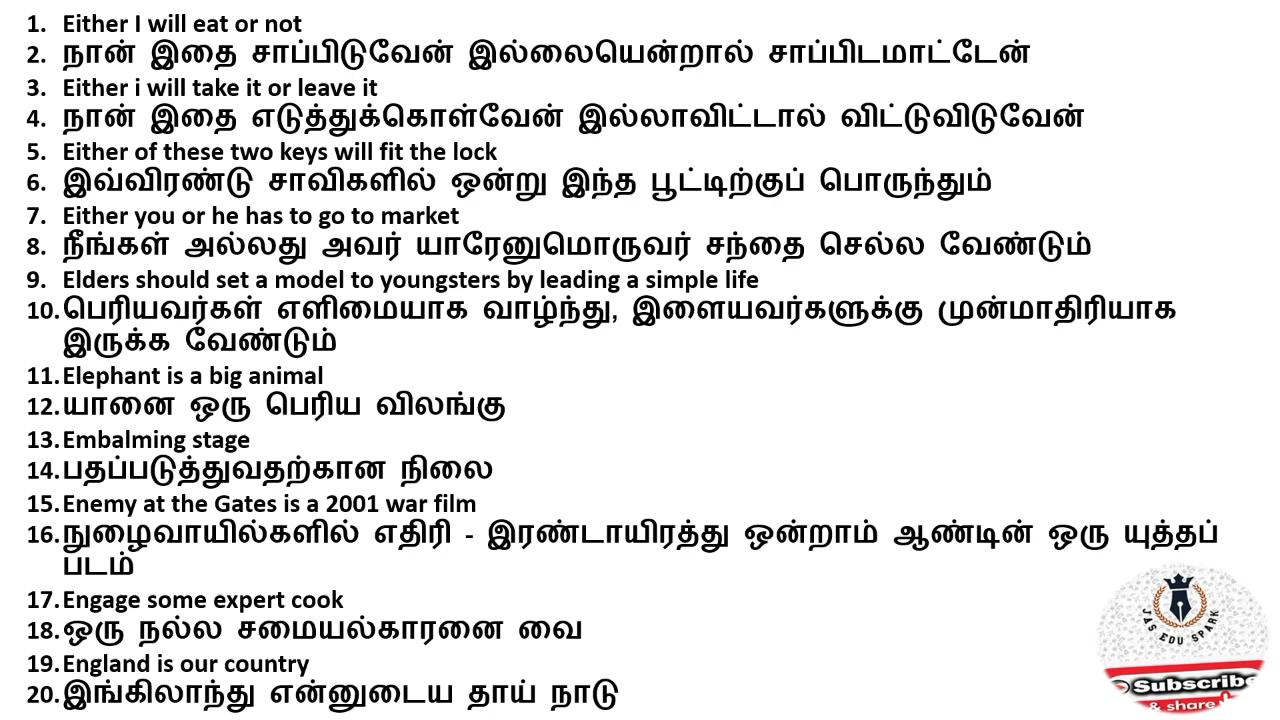 1. Either I will eat or not
2. நான் இதை சாப்பிடுவேன் இல்லையென்றால் சாப்பிடமாட்டேன்
3. Either i will take it or leave it
4. நான் இதை எடுத்துக்கொள்வேன் இல்லாவிட்டால் விட்டுவிடுவேன்
5. Either of these two keys will fit the lock
6. இவ்விரண்டு சாவிகளில் ஒன்று இந்த பூட்டிற்குப் பொருந்தும்
7. Either you or he has to go to market
8. நீங்கள் அல்லது அவர் யாரேனுமொருவர் சந்தை செல்ல வேண்டும்
9. Elders should set a model to youngsters by leading a simple life
10. பெரியவர்கள் எளிமையாக வாழ்ந்து, இளையவர்களுக்கு முன்மாதிரியாக
இருக்க வேண்டும்
11. Elephant is a big animal
12. யானை ஒரு பெரிய விலங்கு
13. Embalming stage
14. பதப்படுத்துவதற்கான நிலை
15. Enemy at the Gates is a 2001 war film
16. நுழைவாயில்களில் எதிரி - இரண்டாயிரத்து ஒன்றாம் ஆண்டின் ஒரு யுத்தப்
படம்
17. Engage some expert cook
18. ஒரு நல்ல சமையல்காரனை வை
19. England is our country
20. இங்கிலாந்து என்னுடைய தாய் நாடு
JAS EDU SPARK
Subscribe
& share